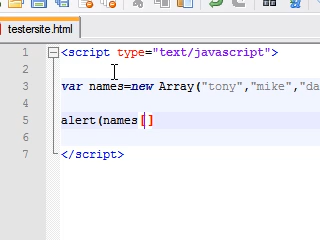 testersite.html
1 <script type="text/javascript">
2
3 var names=new Array("tony","mike","da
4
5 alert(names[]
6
7 </script>